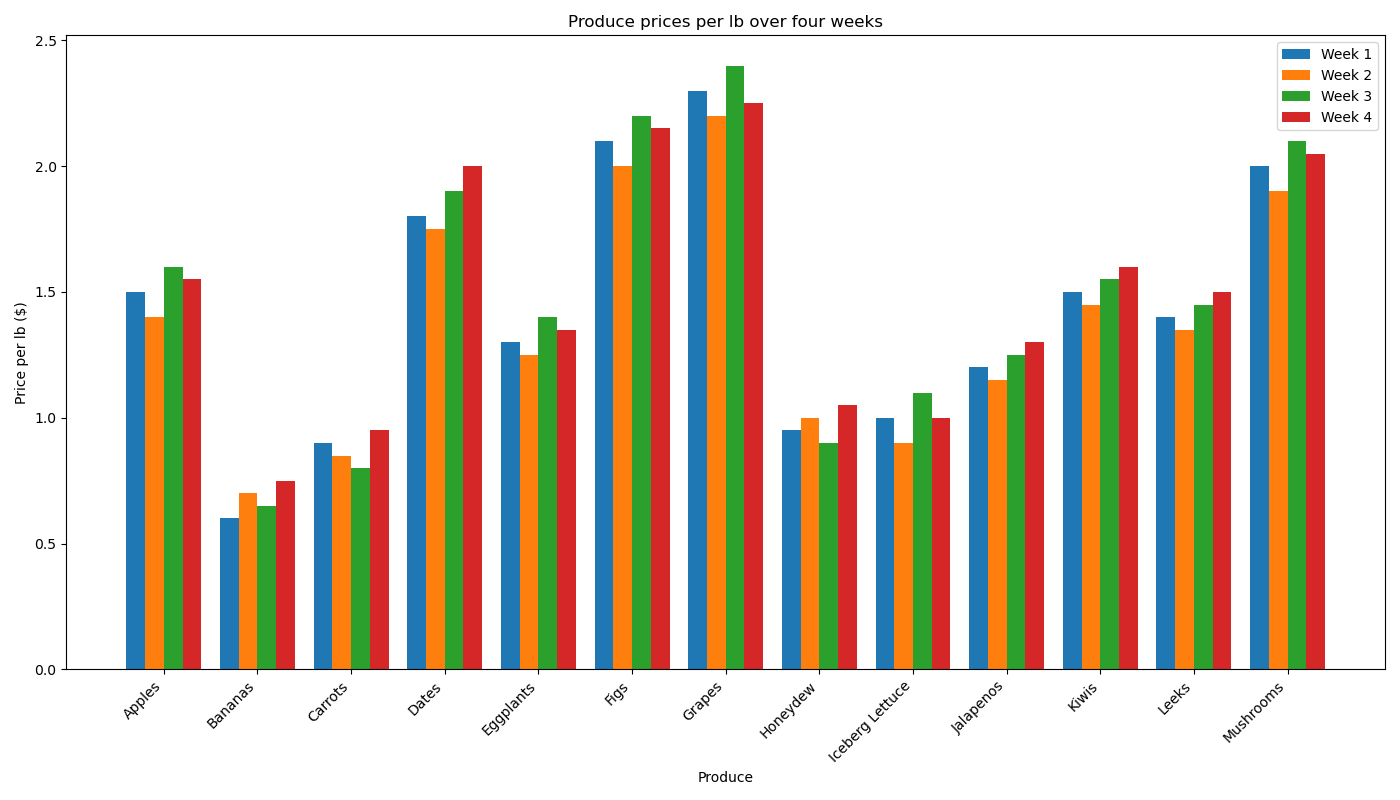 Produce prices per lb over four weeks
Week 1
Week 2
Week 3
Week 4
Price per lb ($)
2.5
2.0
1.5
1.0
0.5
0.0
Apples
Bananas
Carrots
Dates
Eggplants
Figs
Grapes
Honeydew
Iceberg Lettuce
Jalapenos
Kiwis
Leeks
Mushrooms
Produce